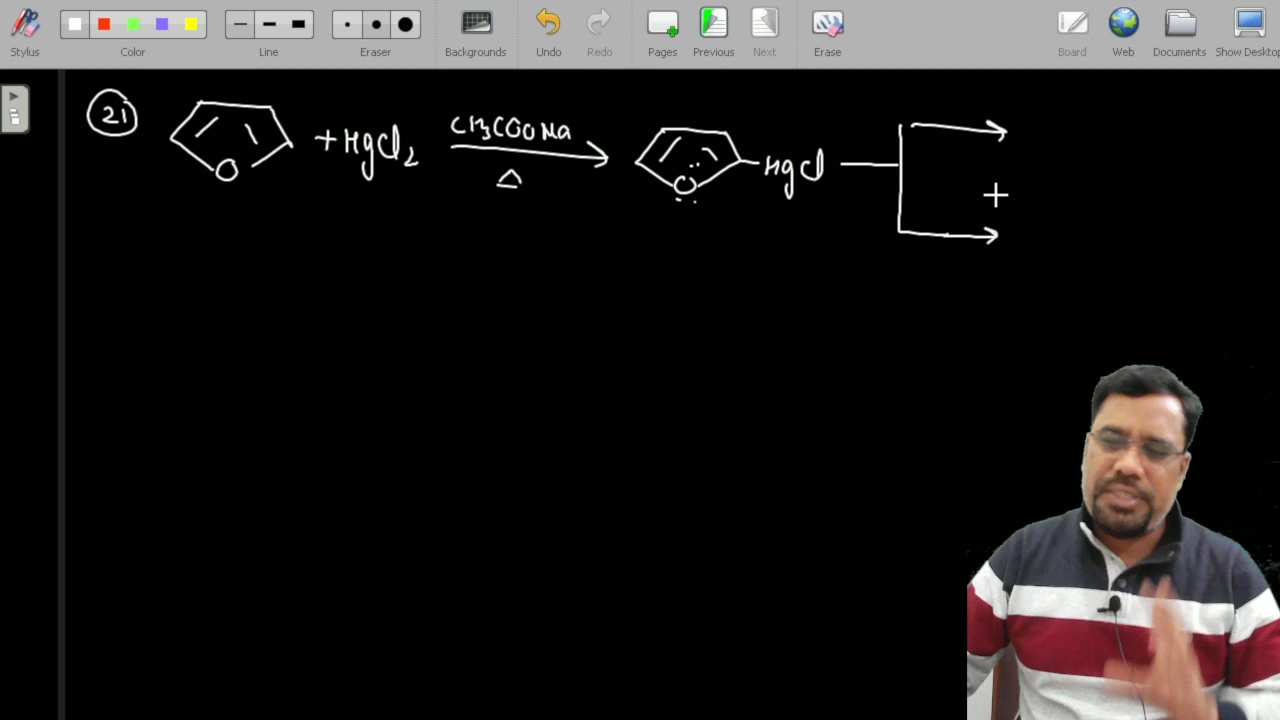 Stylus Color Line Eraser Backgrounds Undo Redo Pages Previous Next Erase Board Web Documents Show Deskto
21 O + HgCl2 CH3COONa Δ O HgCl +